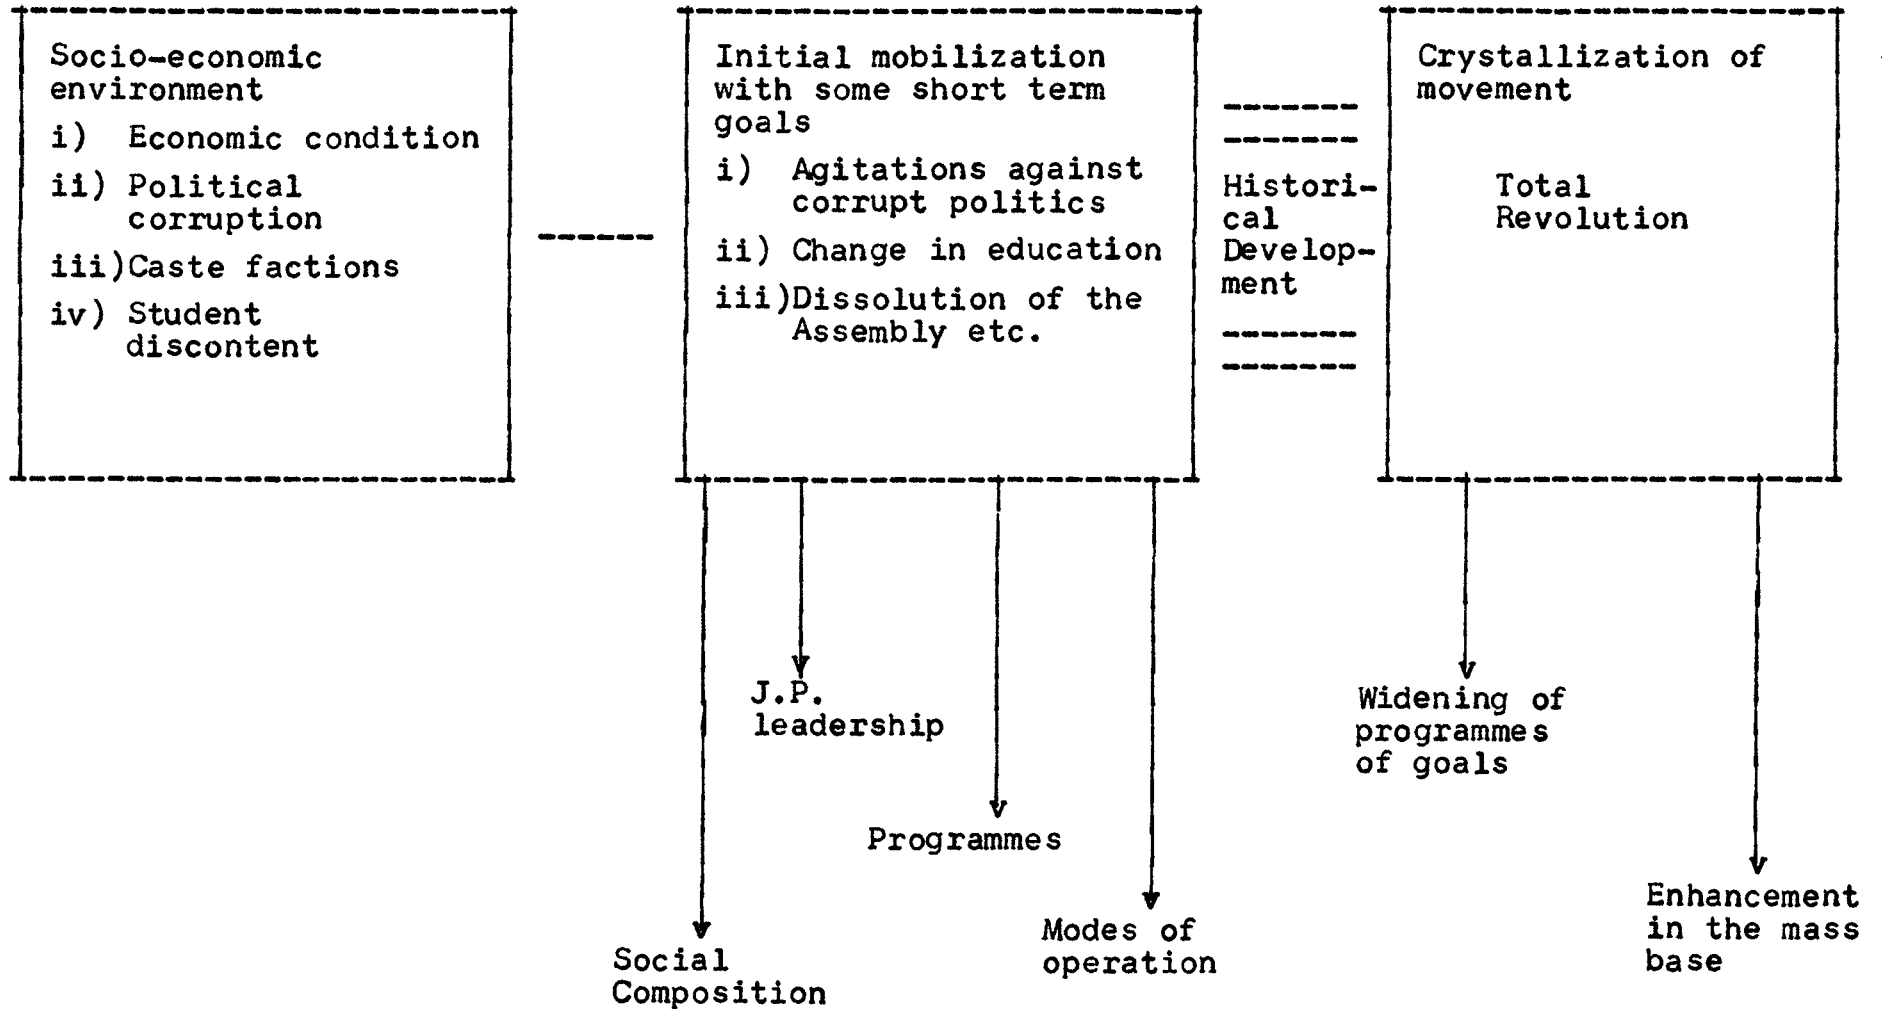 Socio-economic
environment
i) Economic condition
ii) Political
corruption
iii)Caste factions
iv) Student
discontent
Initial mobilization
with some short term
goals
i) Agitations against
corrupt politics
ii) Change in education
iii)Dissolution of the
Assembly etc.
Histori-
cal
Develop-
ment
Crystallization of
movement
Total
Revolution
J.P.
leadership
Programmes
Social
Composition
Modes of
operation
Widening of
programmes
of goals
Enhancement
in the mass
base